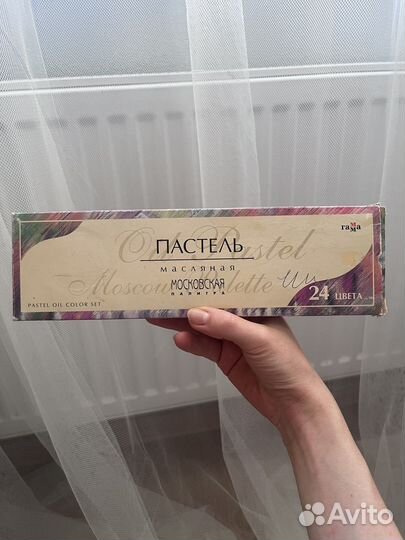 гамма
Oil Pastel
ПАСТЕЛЬ
масляная
Moscow Palette
МОСКОВСКАЯ
ПАЛИТРА
24 ЦВЕТА
PASTEL OIL COLOR SET
Avito